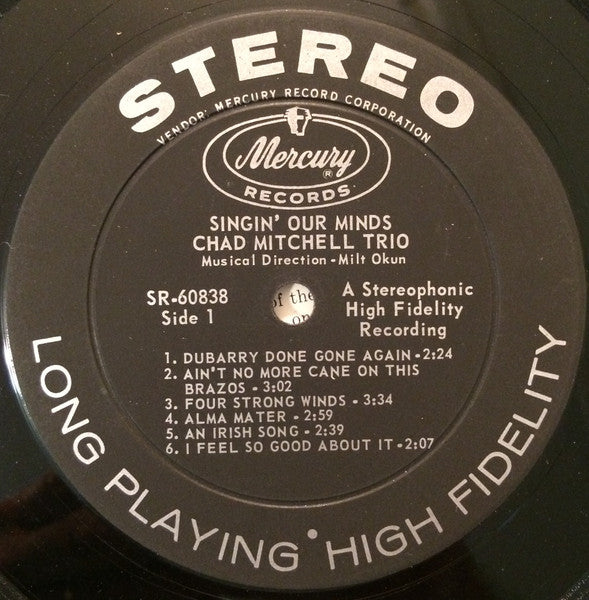 STEREO
VENDOR: MERCURY RECORD CORPORATION
Mercury
®
RECORDS
SINGIN' OUR MINDS
CHAD MITCHELL TRIO
Musical Direction - Milt Okun
SR-60838
Side 1
of the
on
A Stereophonic
High Fidelity
Recording
1. DUBARRY DONE GONE AGAIN - 2:24
2. AIN'T NO MORE CANE ON THIS
BRAZOS - 3:02
3. FOUR STRONG WINDS - 3:34
4. ALMA MATER - 2:59
5. AN IRISH SONG - 2:39
6. I FEEL SO GOOD ABOUT IT - 2:07
LONG PLAYING • HIGH FIDELITY